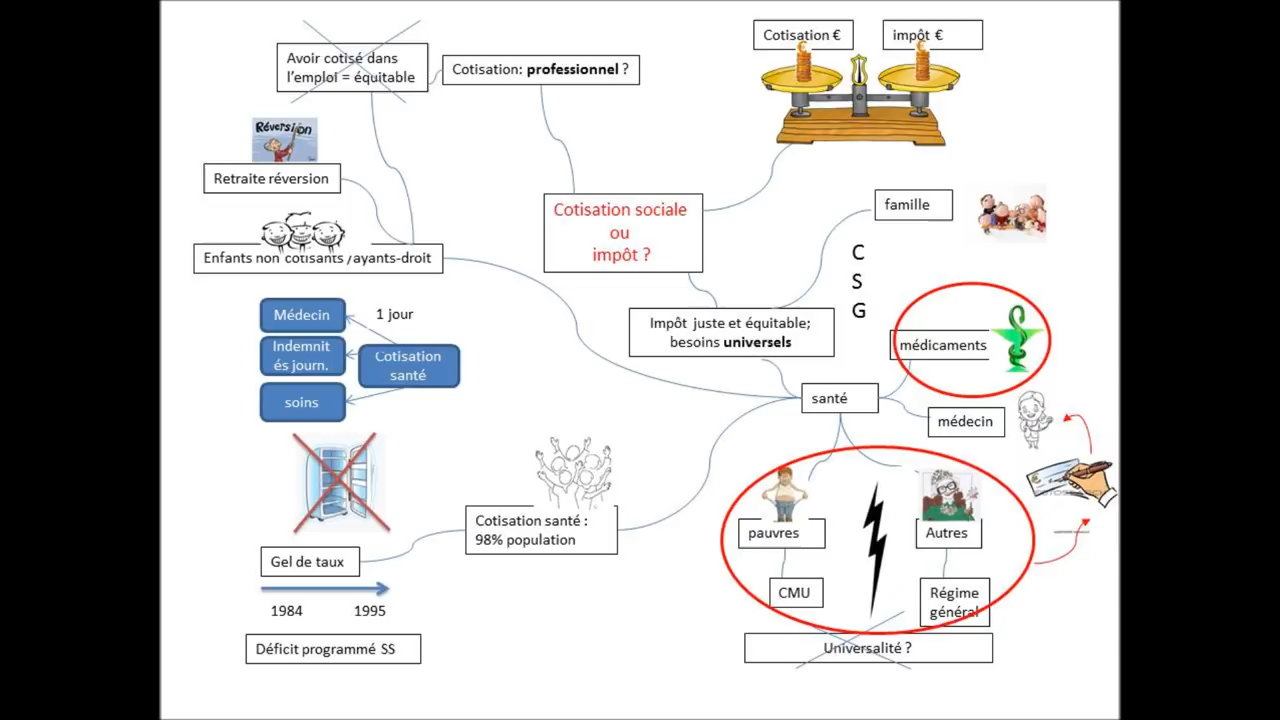 Cotisation €
impôt €
Avoir cotisé dans
l'emploi = équitable
Cotisation: professionnel ?
Réversion
Retraite réversion
Cotisation sociale
ou
impôt ?
famille
Enfants non cotisants /ayants-droit
C
S
G
Médecin
1 jour
Indemnit
és journ.
Cotisation
santé
soins
Impôt juste et équitable;
besoins universels
médicaments
santé
médecin
Cotisation santé :
98% population
pauvres
Autres
Gel de taux
CMU
Régime
général
1984
1995
Déficit programmé SS
Universalité ?